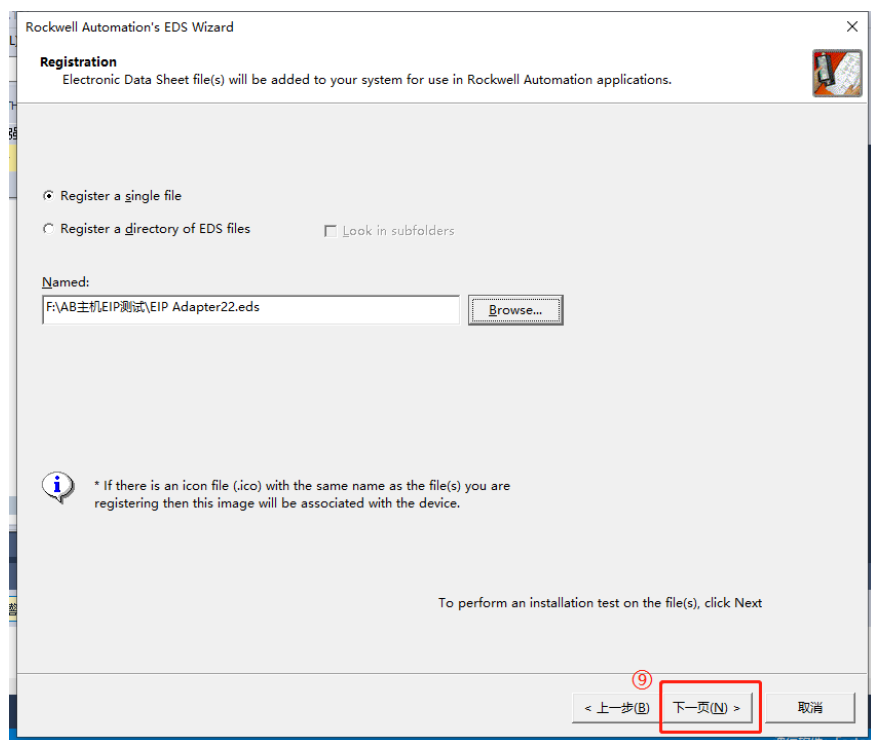 Rockwell Automation's EDS Wizard
Registration
Electronic Data Sheet file(s) will be added to your system for use in Rockwell Automation applications.
Register a single file
Register a directory of EDS files
Look in subfolders
Named:
F:\AB主机EIP测试\EIP Adapter22.eds
Browse...
* If there is an icon file (.ico) with the same name as the file(s) you are
registering then this image will be associated with the device.
To perform an installation test on the file(s), click Next
⑨
< 上一步(B)
下一页(N) >
取消